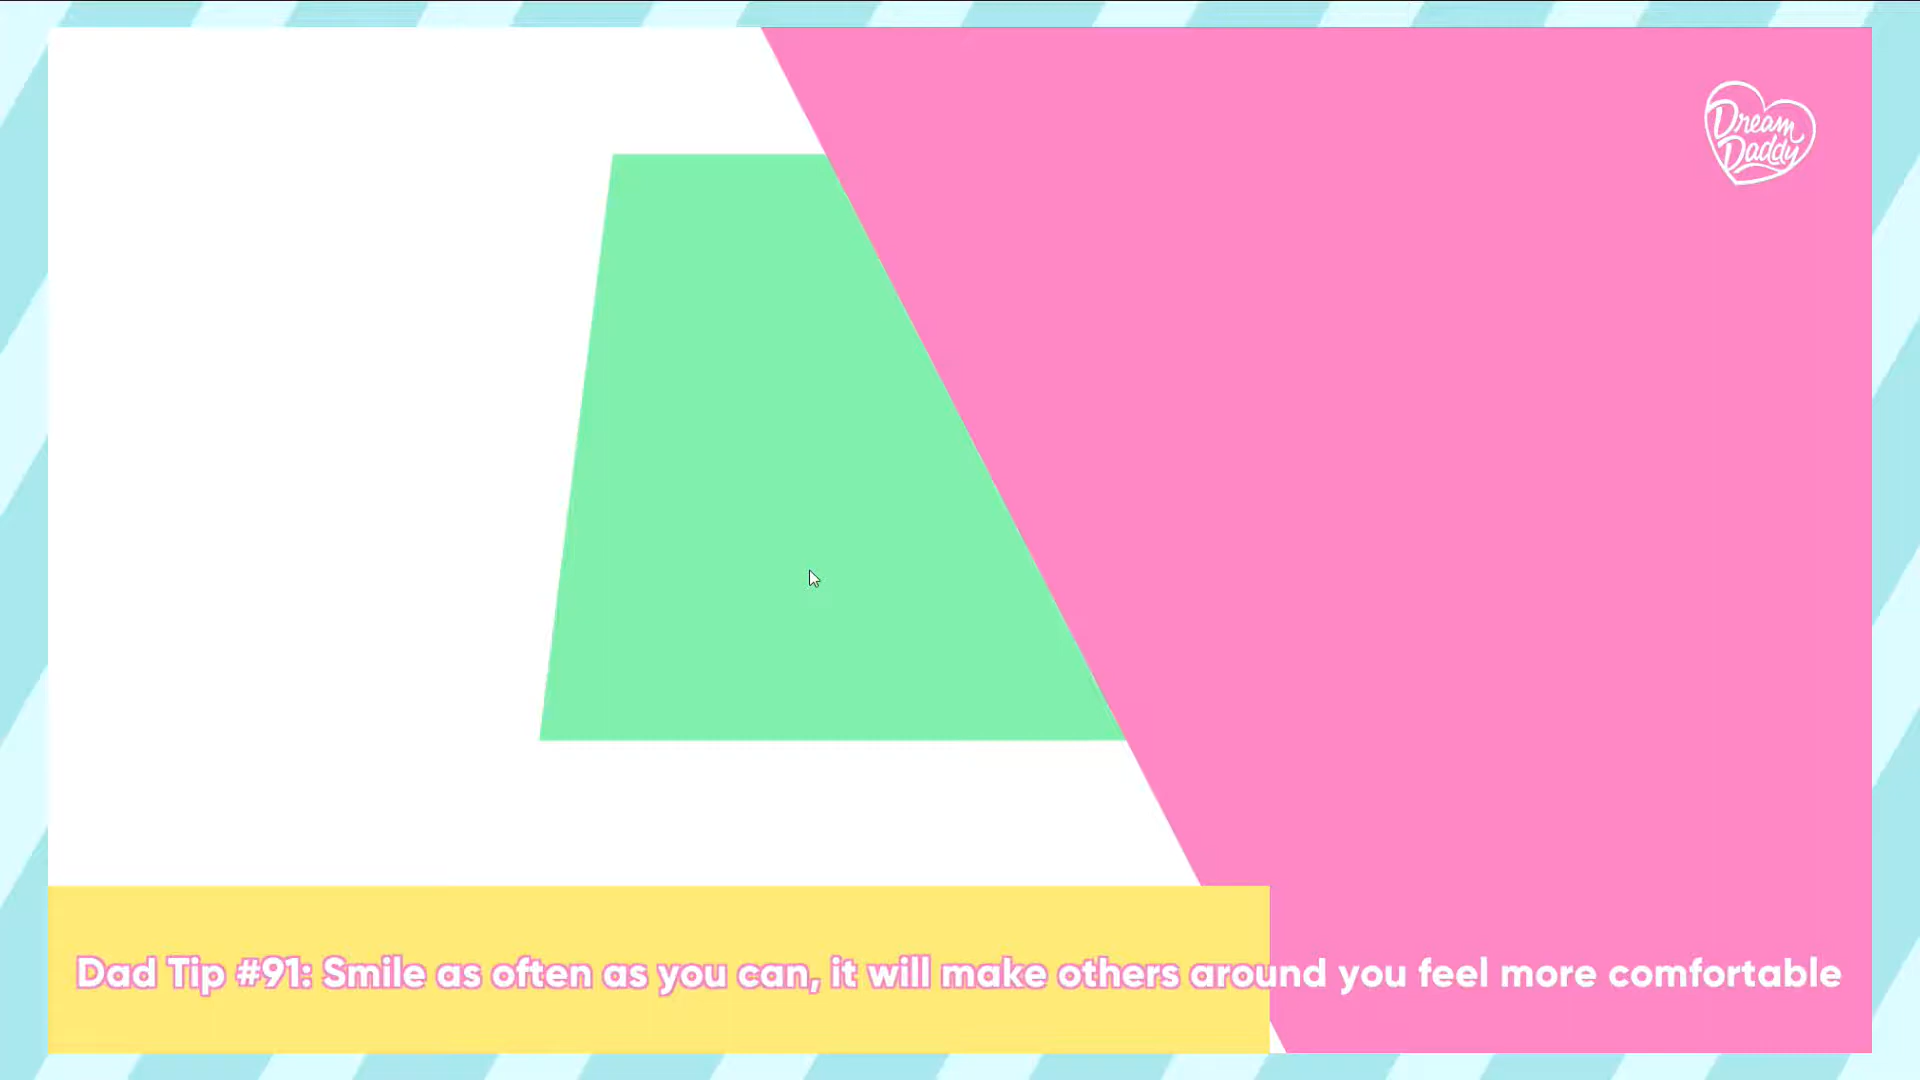 Dream
Daddy
Dad Tip #91: Smile as often as you can, it will make others around you feel more comfortable